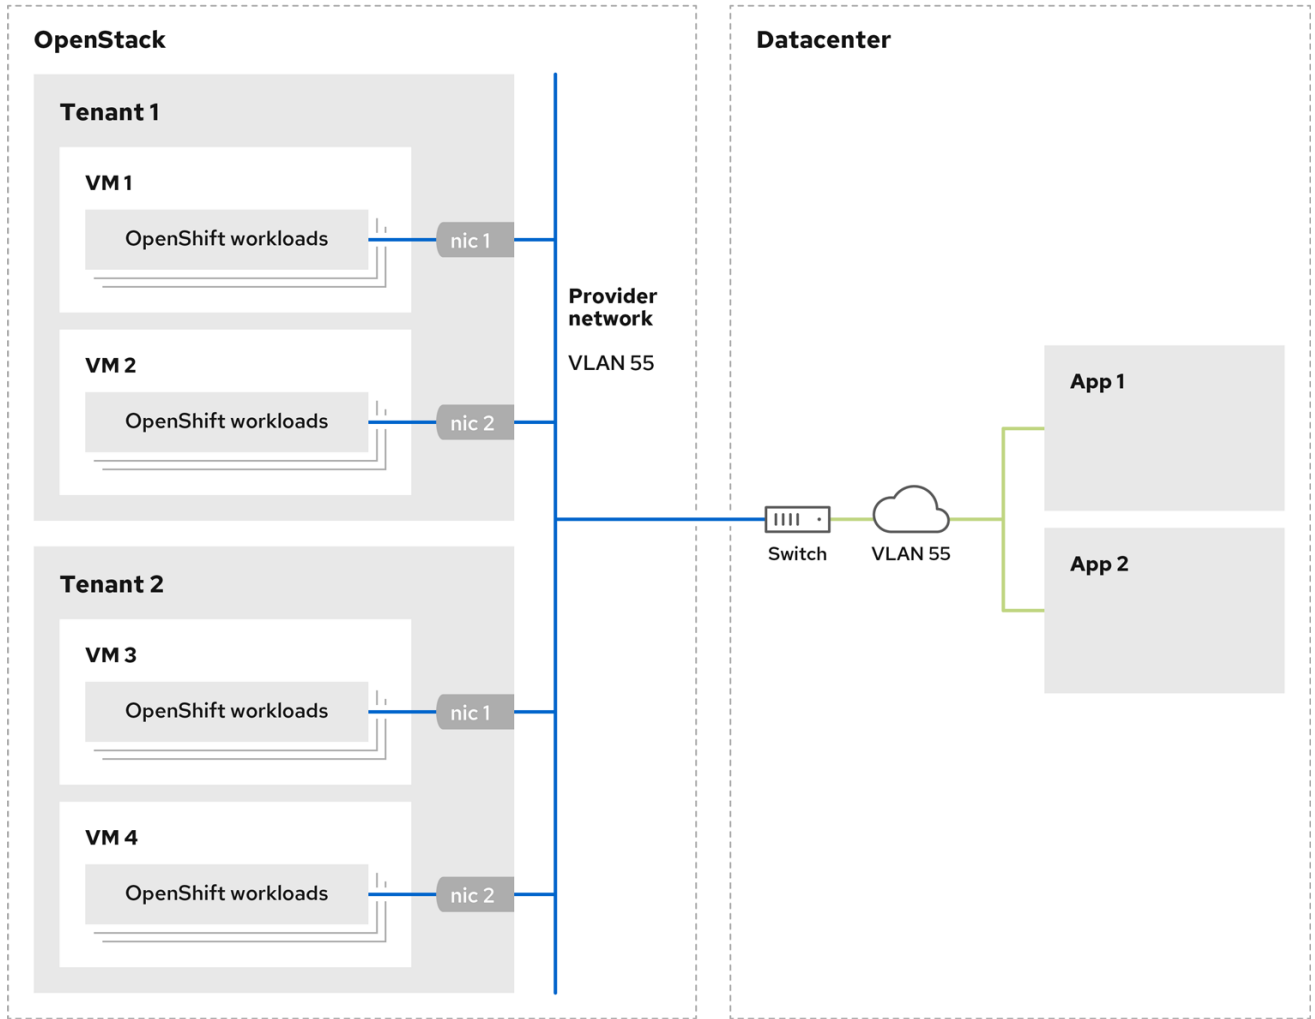 OpenStack
Tenant 1
VM 1
OpenShift workloads
nic 1
VM 2
OpenShift workloads
nic 2
Provider
network
VLAN 55
Tenant 2
VM 3
OpenShift workloads
nic 1
VM 4
OpenShift workloads
nic 2
Datacenter
Switch
VLAN 55
App 1
App 2